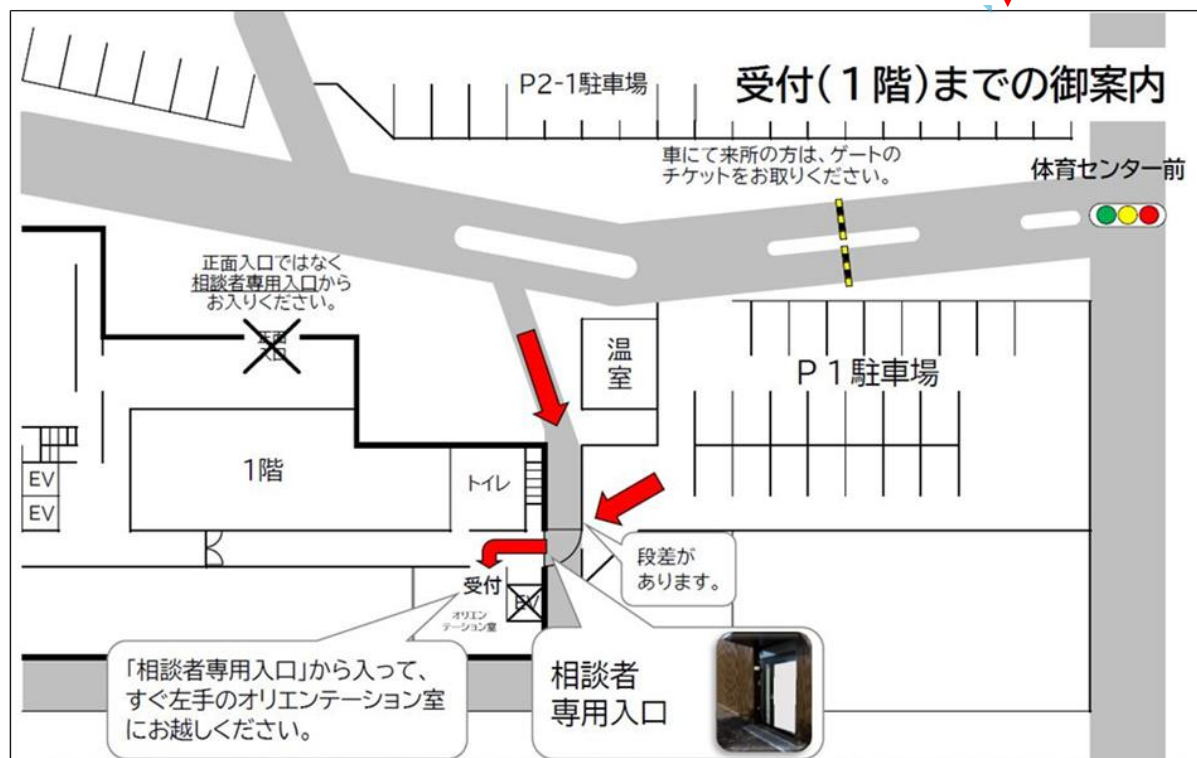 受付(1階)までの御案内
P2-1駐車場
車にて来所の方は、ゲートの
チケットをお取りください。
体育センター前
正面入口ではなく
相談者専用入口から
お入りください。
正面
入口
温
室
P1駐車場
1階
トイレ
EV
EV
段差が
あります。
受付
EV
オリエン
テーション室
「相談者専用入口」から入って、
すぐ左手のオリエンテーション室
にお越しください。
相談者
専用入口